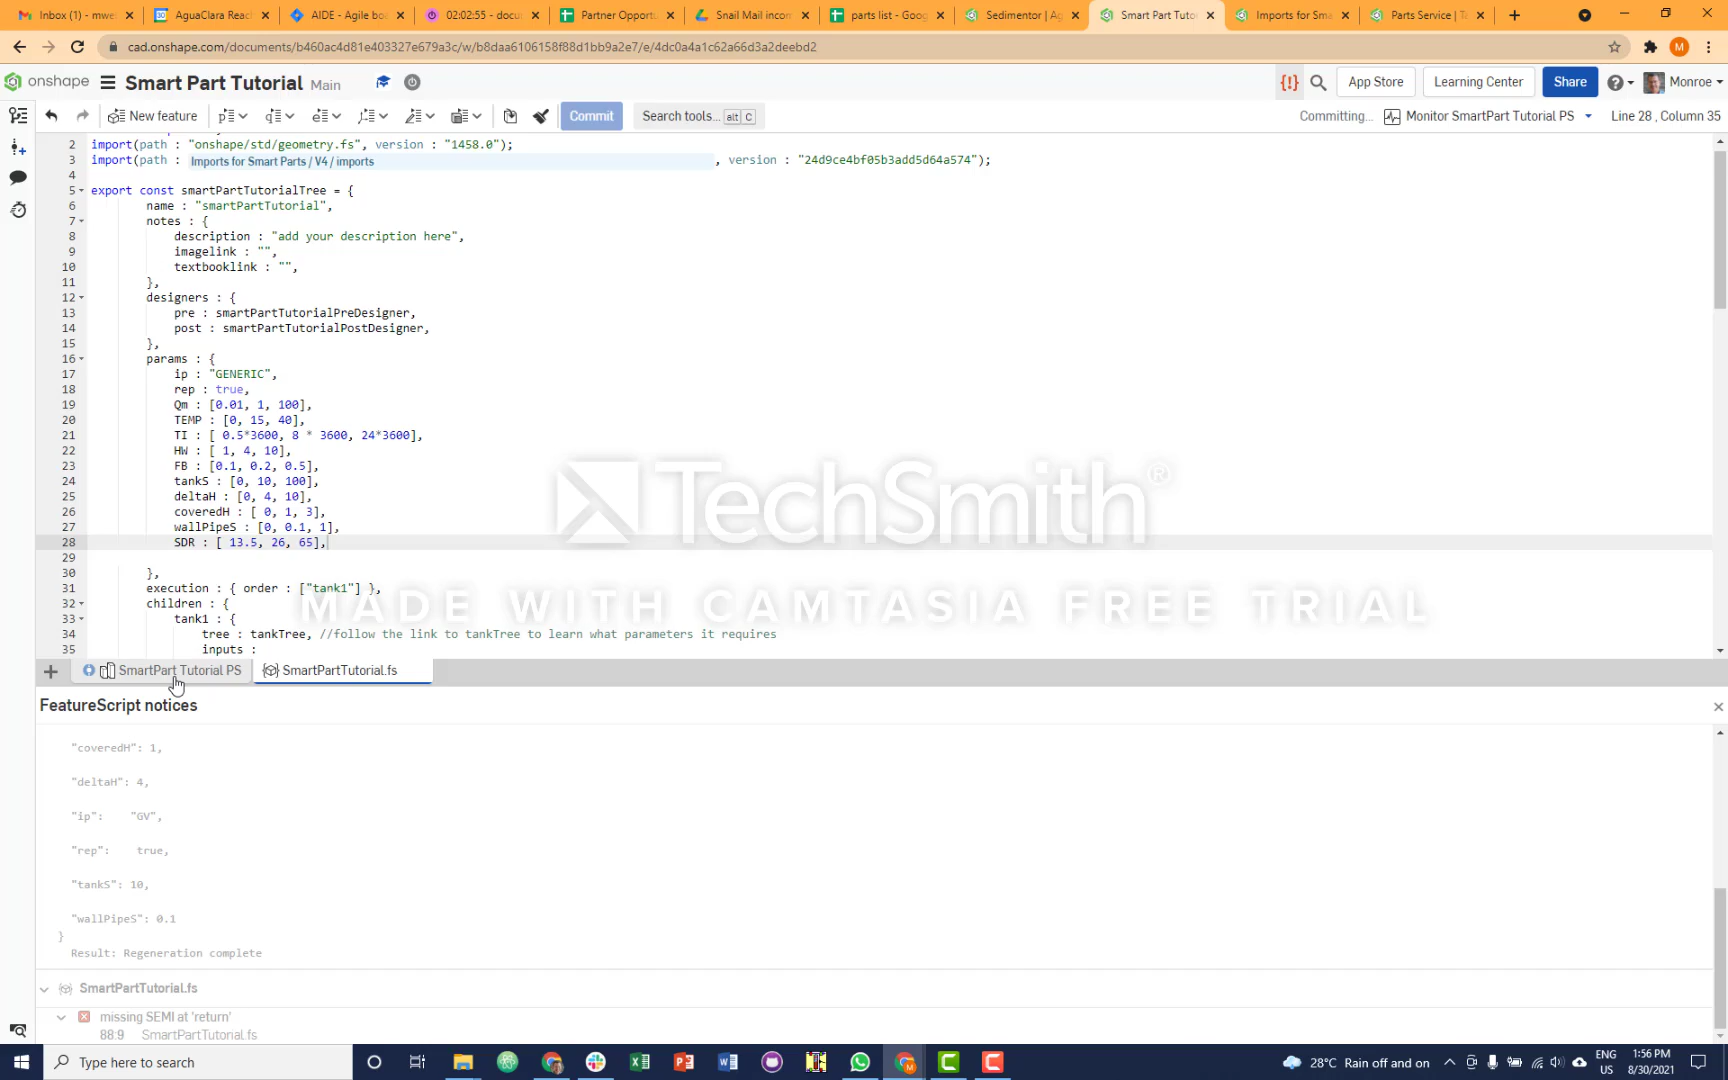 Inbox (1) - mwe
AguaClara Reac
AIDE - Agile bo
02:02:55 - docu
Partner Opportu
Snail Mail incon
parts list - Goog
Sedimentor | Ag
Smart Part Tuto
Imports for Sma
Parts Service | Ta
cad.onshape.com/documents/b460ac4d81e403327e679a3c/w/b8daa6106158f88d1bb9a2e7/e/4dc0a4a1c62a66d3a2deebd2
M
onshape
Smart Part Tutorial Main
App Store
Learning Center
Share
Monroe
New feature
Commit
Search tools... alt C
Committing...
Monitor SmartPart Tutorial PS
Line 28 , Column 35
2 import(path : "onshape/std/geometry.fs", version : "1458.0");
3 import(path : Imports for Smart Parts / V4 / imports , version : "24d9ce4bf05b3add5d64a574");
4
5 export const smartPartTutorialTree = {
6 name : "smartPartTutorial",
7 notes : {
8 description : "add your description here",
9 imagelink : "",
10 textbooklink : "",
11 },
12 designers : {
13 pre : smartPartTutorialPreDesigner,
14 post : smartPartTutorialPostDesigner,
15 },
16 params : {
17 ip : "GENERIC",
18 rep : true,
19 Qm : [0.01, 1, 100],
20 TEMP : [0, 15, 40],
21 TI : [ 0.5*3600, 8 * 3600, 24*3600],
22 HW : [ 1, 4, 10],
23 FB : [0.1, 0.2, 0.5],
24 tankS : [0, 10, 100],
25 deltaH : [0, 4, 10],
26 coveredH : [ 0, 1, 3],
27 wallPipeS : [0, 0.1, 1],
28 SDR : [ 13.5, 26, 65],
29
30 },
31 execution : { order : ["tank1"] },
32 children : {
33 tank1 : {
34 tree : tankTree, //follow the link to tankTree to learn what parameters it requires
35 inputs :
TechSmith®
MADE WITH CAMTASIA FREE TRIAL
SmartPart Tutorial PS
SmartPartTutorial.fs
FeatureScript notices
"coveredH": 1,
"deltaH": 4,
"ip": "GV",
"rep": true,
"tankS": 10,
"wallPipeS": 0.1
}
Result: Regeneration complete
SmartPartTutorial.fs
missing SEMI at 'return'
88:9 SmartPartTutorial.fs
Type here to search
28°C Rain off and on
ENG
US
1:56 PM
8/30/2021